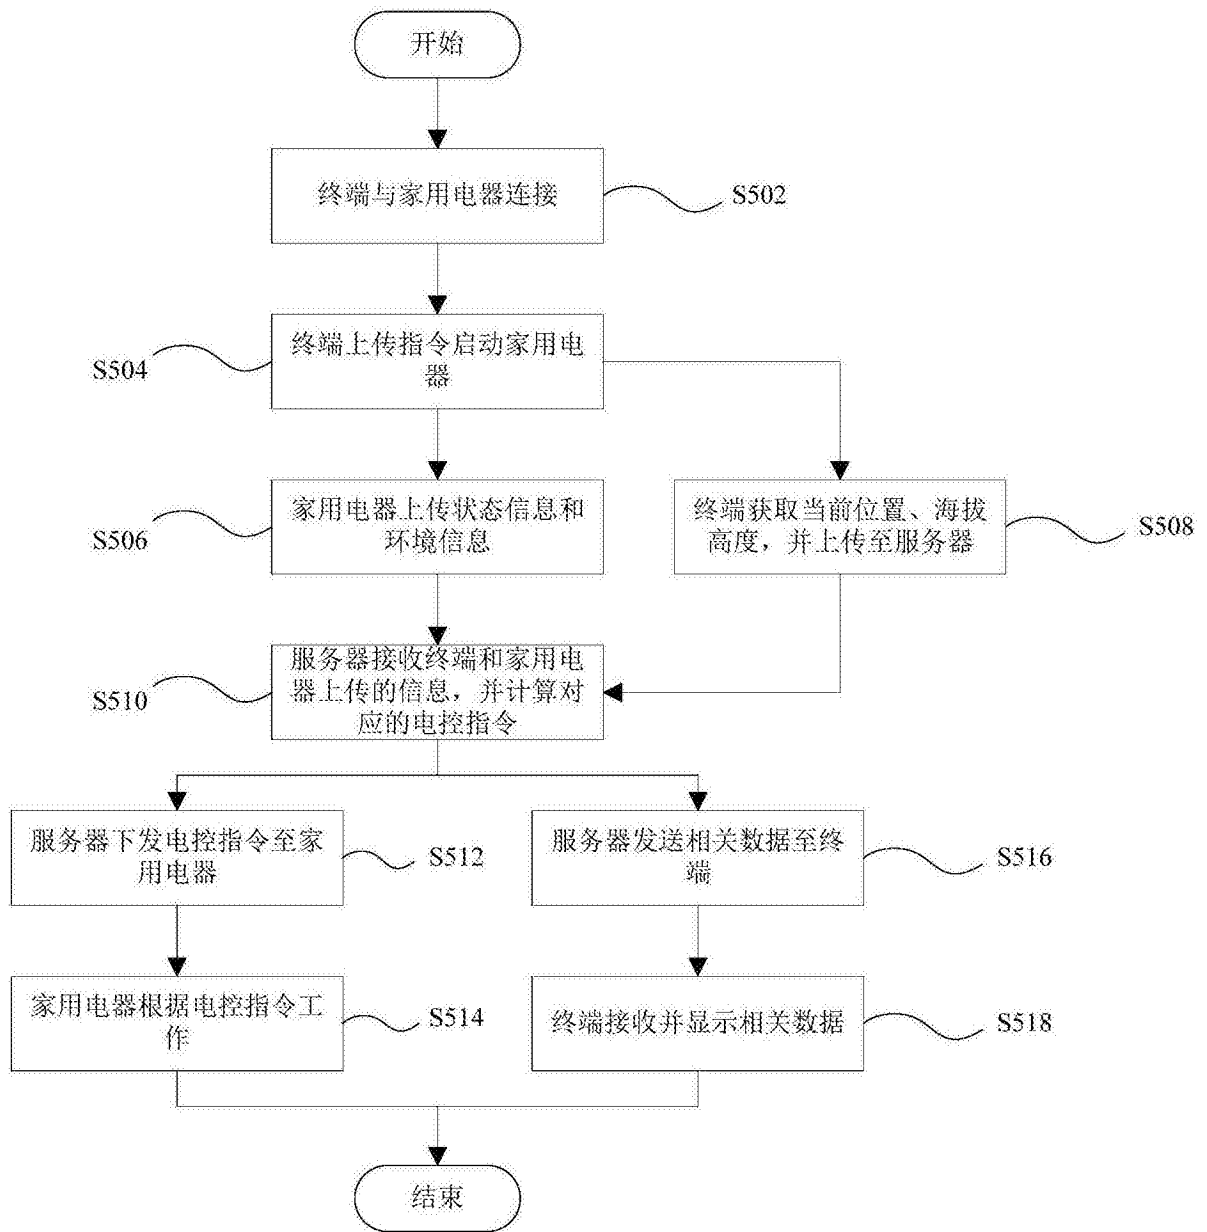 开始
终端与家用电器连接
S502
终端上传指令启动家用电
器
S504
家用电器上传状态信息和
环境信息
S506
终端获取当前位置、海拔
高度，并上传至服务器
S508
服务器接收终端和家用电
器上传的信息，并计算对
应的电控指令
S510
服务器下发电控指令至家
用电器
S512
服务器发送相关数据至终
端
S516
家用电器根据电控指令工
作
S514
终端接收并显示相关数据
S518
结束